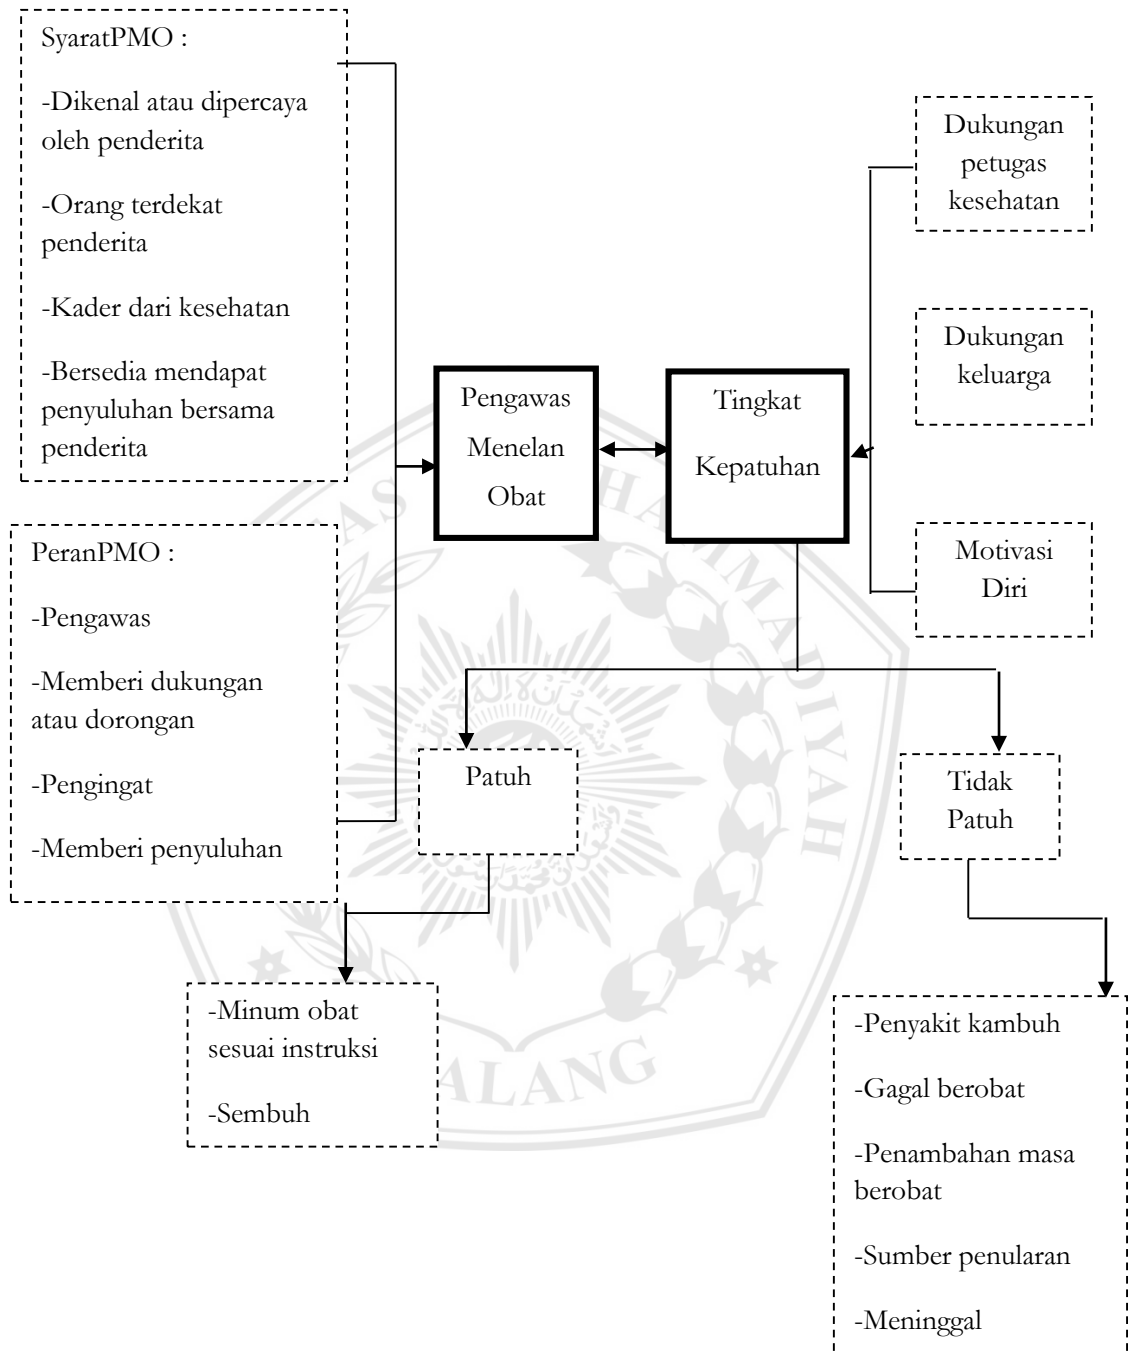 SyaratPMO :
-Dikenal atau dipercaya
oleh penderita
-Orang terdekat
penderita
-Kader dari kesehatan
-Bersedia mendapat
penyuluhan bersama
penderita
PeranPMO :
-Pengawas
-Memberi dukungan
atau dorongan
-Pengingat
-Memberi penyuluhan
Pengawas
Menelan
Obat
Tingkat
Kepatuhan
Dukungan
petugas
kesehatan
Dukungan
keluarga
Motivasi
Diri
Patuh
Tidak
Patuh
-Minum obat
sesuai instruksi
-Sembuh
-Penyakit kambuh
-Gagal berobat
-Penambahan masa
berobat
-Sumber penularan
-Meninggal